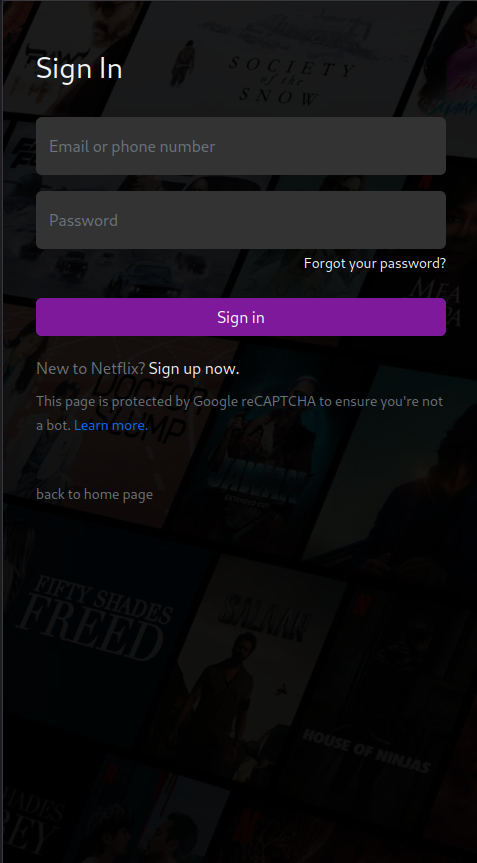 SOCIETY
of the
SNOW
Sign In
Email or phone number
Password
Forgot your password?
Sign in
New to Netflix? Sign up now.
This page is protected by Google reCAPTCHA to ensure you're not
a bot. Learn more.
back to home page
FIFTY SHADES
FREED
SALAAR
HOUSE OF NINJAS